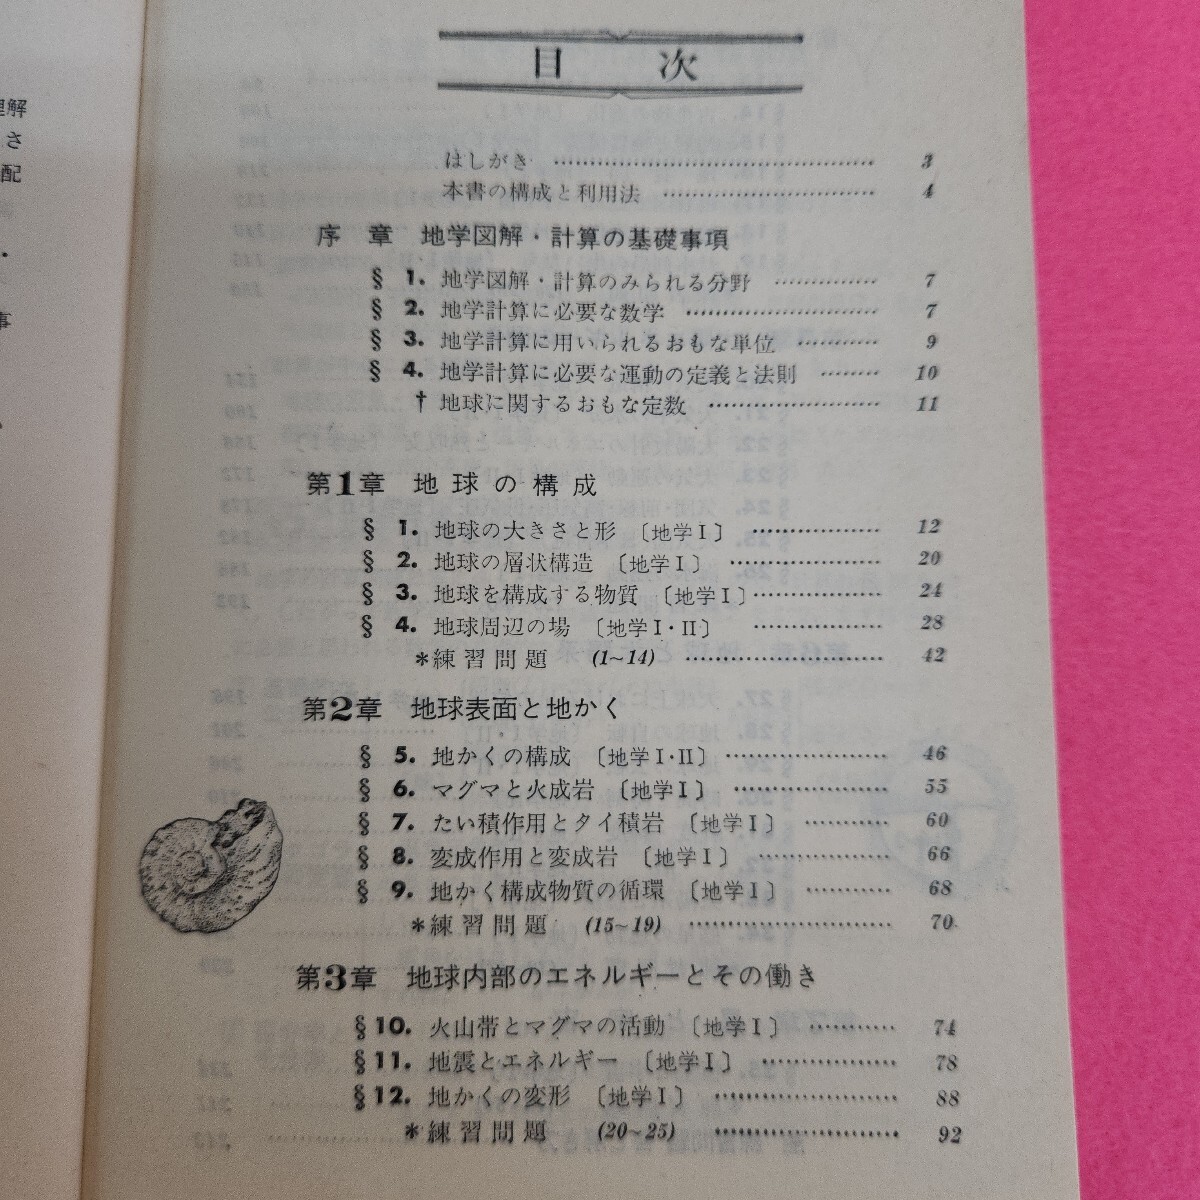 目次
はしがき …… 3
本書の構成と利用法 …… 4
序章 地学図解・計算の基礎事項
§ 1. 地学図解・計算のみられる分野 …… 7
§ 2. 地学計算に必要な数学 …… 7
§ 3. 地学計算に用いられるおもな単位 …… 9
§ 4. 地学計算に必要な運動の定義と法則 …… 10
† 地球に関するおもな定数 …… 11
第1章 地球の構成
§ 1. 地球の大きさと形 〔地学Ⅰ〕 …… 12
§ 2. 地球の層状構造 〔地学Ⅰ〕 …… 20
§ 3. 地球を構成する物質 〔地学Ⅰ〕 …… 24
§ 4. 地球周辺の場 〔地学Ⅰ・Ⅱ〕 …… 28
*練習問題 (1~14) …… 42
第2章 地球表面と地かく
§ 5. 地かくの構成 〔地学Ⅰ・Ⅱ〕 …… 46
§ 6. マグマと火成岩 〔地学Ⅰ〕 …… 55
§ 7. たい積作用とタイ積岩 〔地学Ⅰ〕 …… 60
§ 8. 変成作用と変成岩 〔地学Ⅰ〕 …… 66
§ 9. 地かく構成物質の循環 〔地学Ⅰ〕 …… 68
*練習問題 (15~19) …… 70
第3章 地球内部のエネルギーとその働き
§10. 火山帯とマグマの活動 〔地学Ⅰ〕 …… 74
§11. 地震とエネルギー 〔地学Ⅰ〕 …… 78
§12. 地かくの変形 〔地学Ⅰ〕 …… 88
*練習問題 (20~25) …… 92